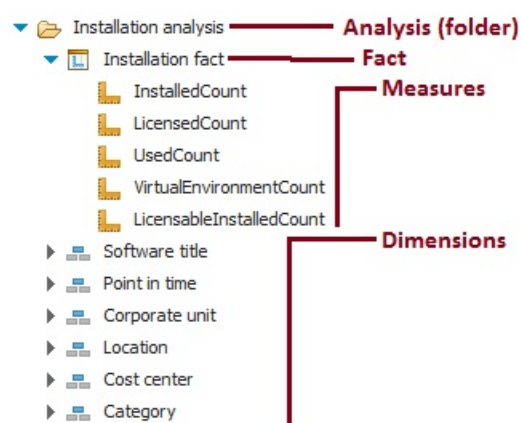 Installation analysis Analysis (folder)
Installation fact Fact
InstalledCount Measures
LicensedCount
UsedCount
VirtualEnvironmentCount
LicensableInstalledCount
Software title Dimensions
Point in time
Corporate unit
Location
Cost center
Category